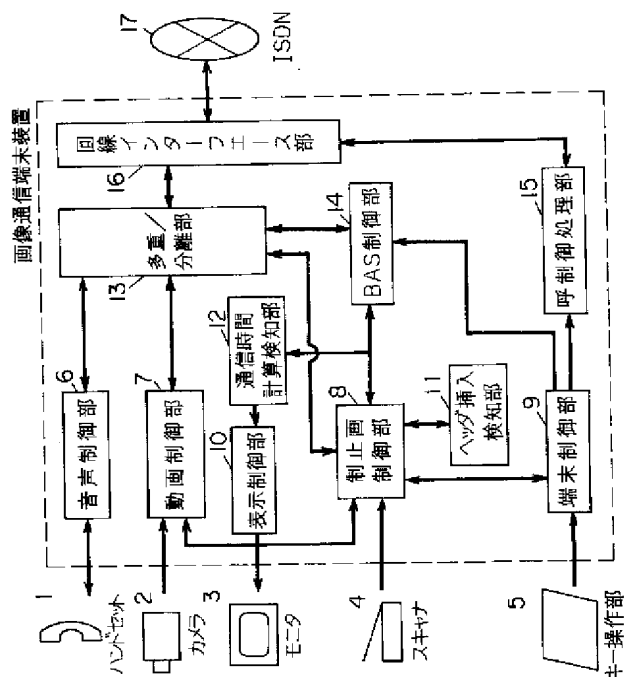 画像通信端末装置
1
ハンドセット
2
カメラ
3
モニタ
4
スキャナ
5
キー操作部
6
音声制御部
7
動画制御部
10
表示制御部
8
制止画
制御部
9
端末制御部
12
通信時間
計算検知部
11
ヘッダ挿入
検知部
13
多重／
分離部
14
BAS制御部
15
呼制御処理部
16
回線インターフェース部
17
ISDN